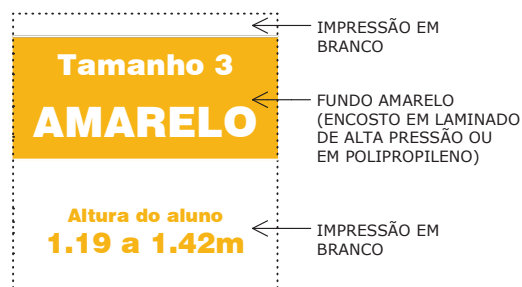 IMPRESSÃO EM
BRANCO
Tamanho 3
AMARELO
FUNDO AMARELO
(ENCOSTO EM LAMINADO
DE ALTA PRESSÃO OU
EM POLIPROPILENO)
Altura do aluno
1.19 a 1.42m
IMPRESSÃO EM
BRANCO